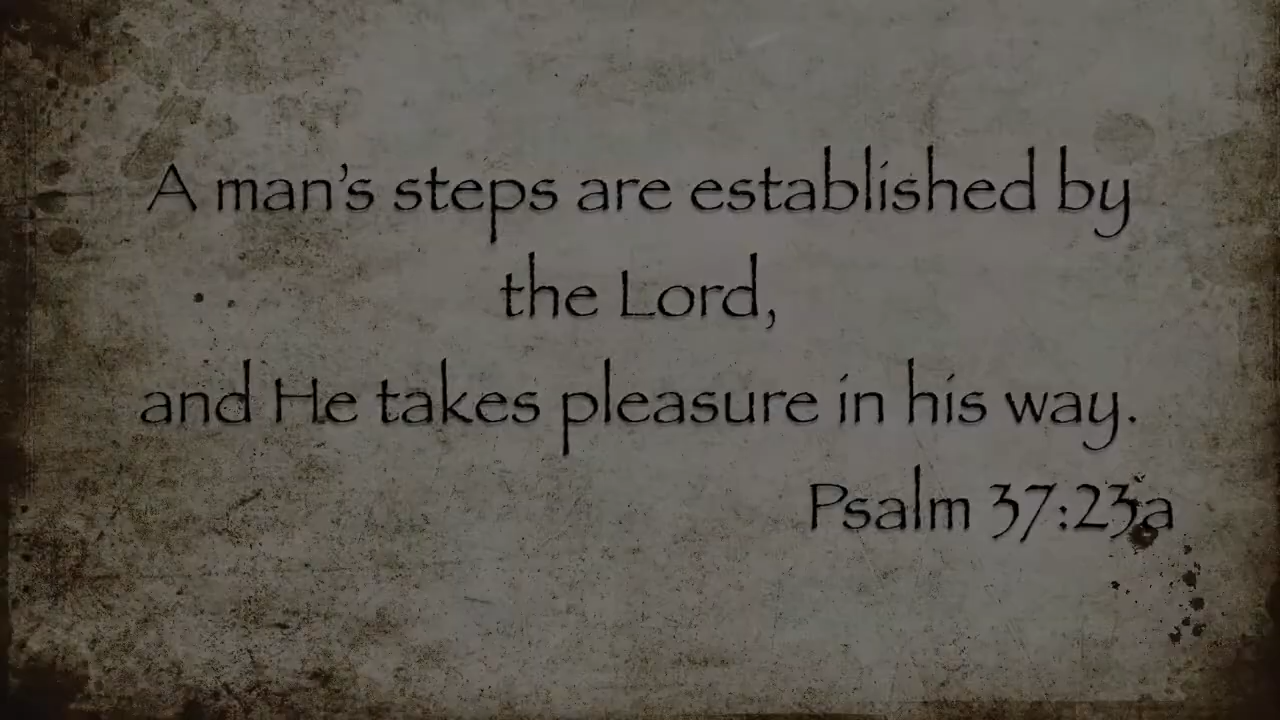 A man's steps are established by
the Lord,
and He takes pleasure in his way.
Psalm 37:23a